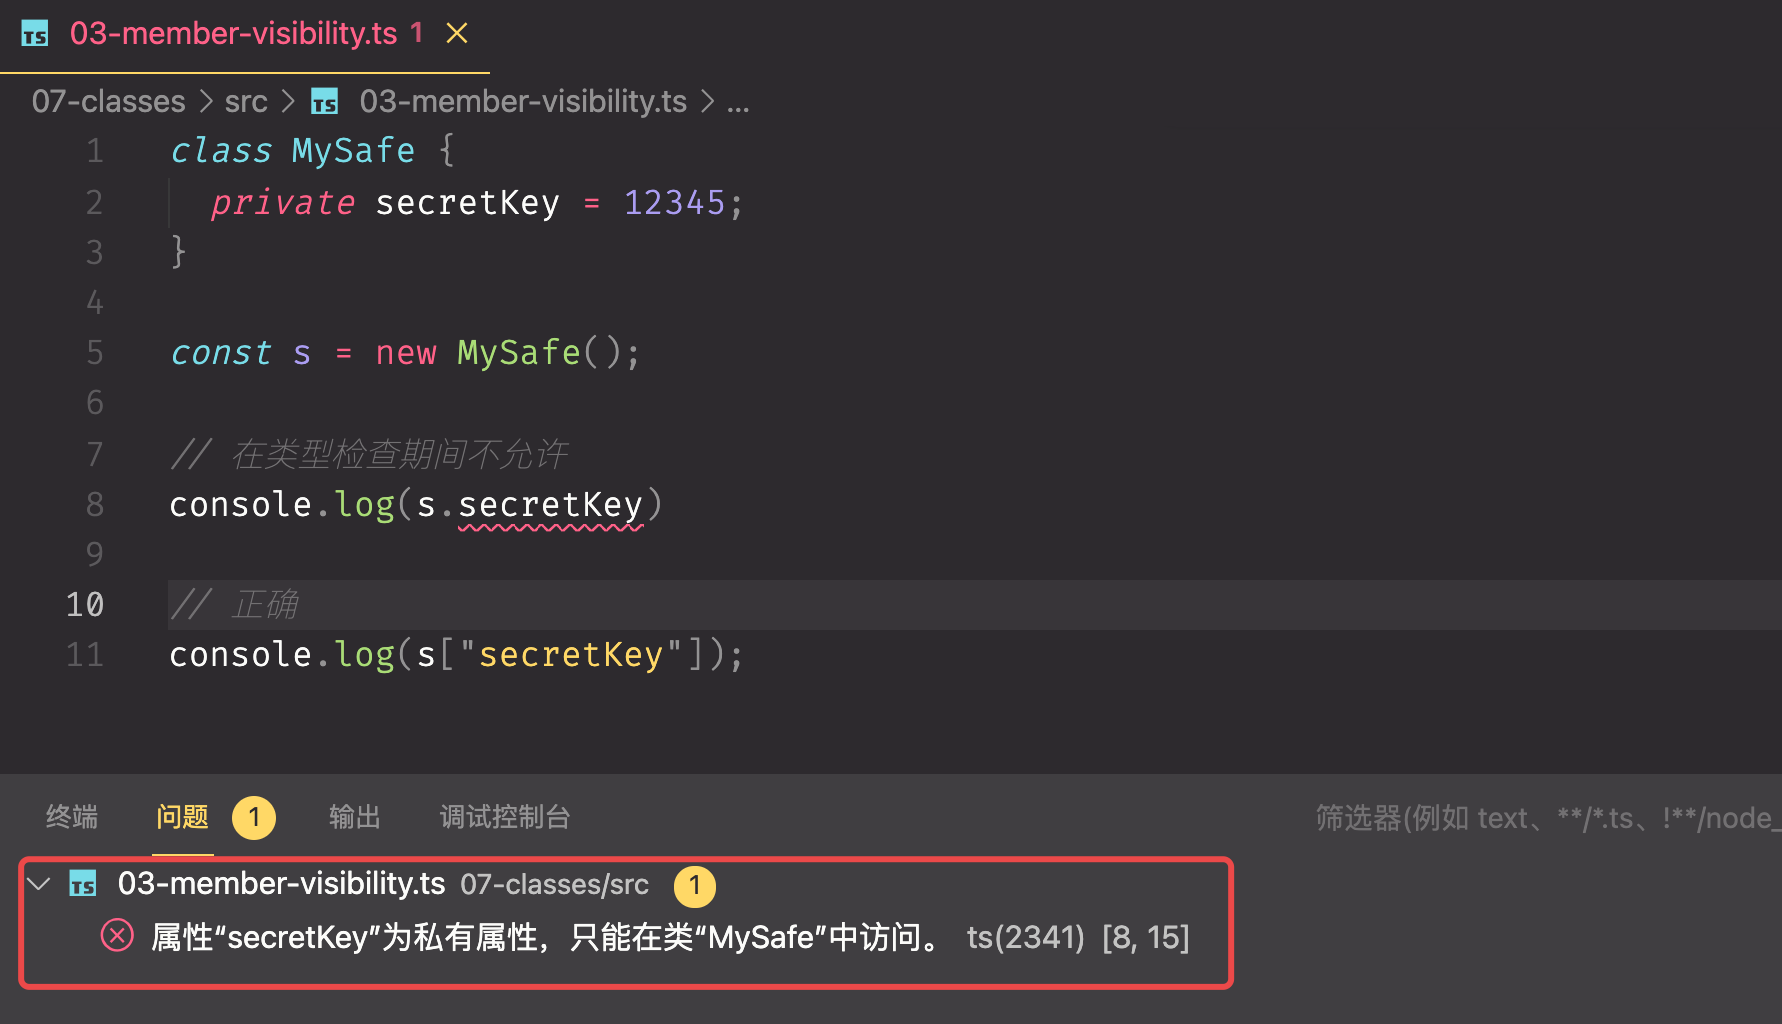 TS 03-member-visibility.ts 1
07-classes > src > TS 03-member-visibility.ts > ...
1 class MySafe {
2 private secretKey = 12345;
3 }
4
5 const s = new MySafe();
6
7 // 在类型检查期间不允许
8 console.log(s.secretKey)
9
10 // 正确
11 console.log(s["secretKey"]);
终端 问题 1 输出 调试控制台 筛选器(例如 text、**/*.ts、!**/node_
TS 03-member-visibility.ts 07-classes/src 1
属性“secretKey”为私有属性，只能在类“MySafe”中访问。 ts(2341) [8, 15]